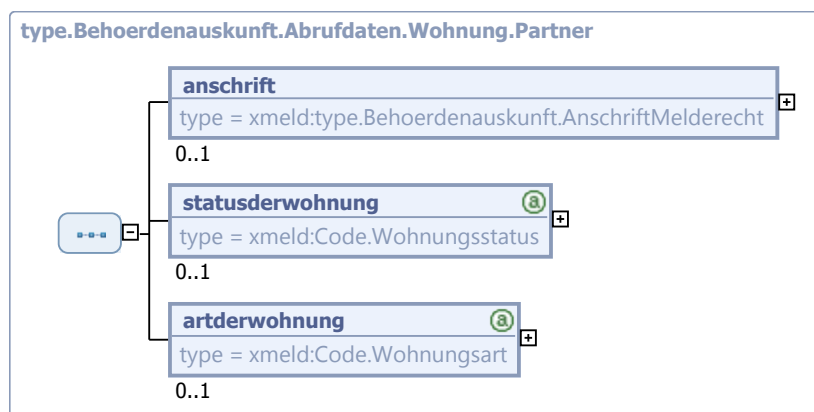 type.Behoerdenauskunft.Abrufdaten.Wohnung.Partner
anschrift
type = xmeld:type.Behoerdenauskunft.AnschriftMelderecht
0..1
statusderwohnung a
type = xmeld:Code.Wohnungsstatus
0..1
artderwohnung a
type = xmeld:Code.Wohnungsart
0..1